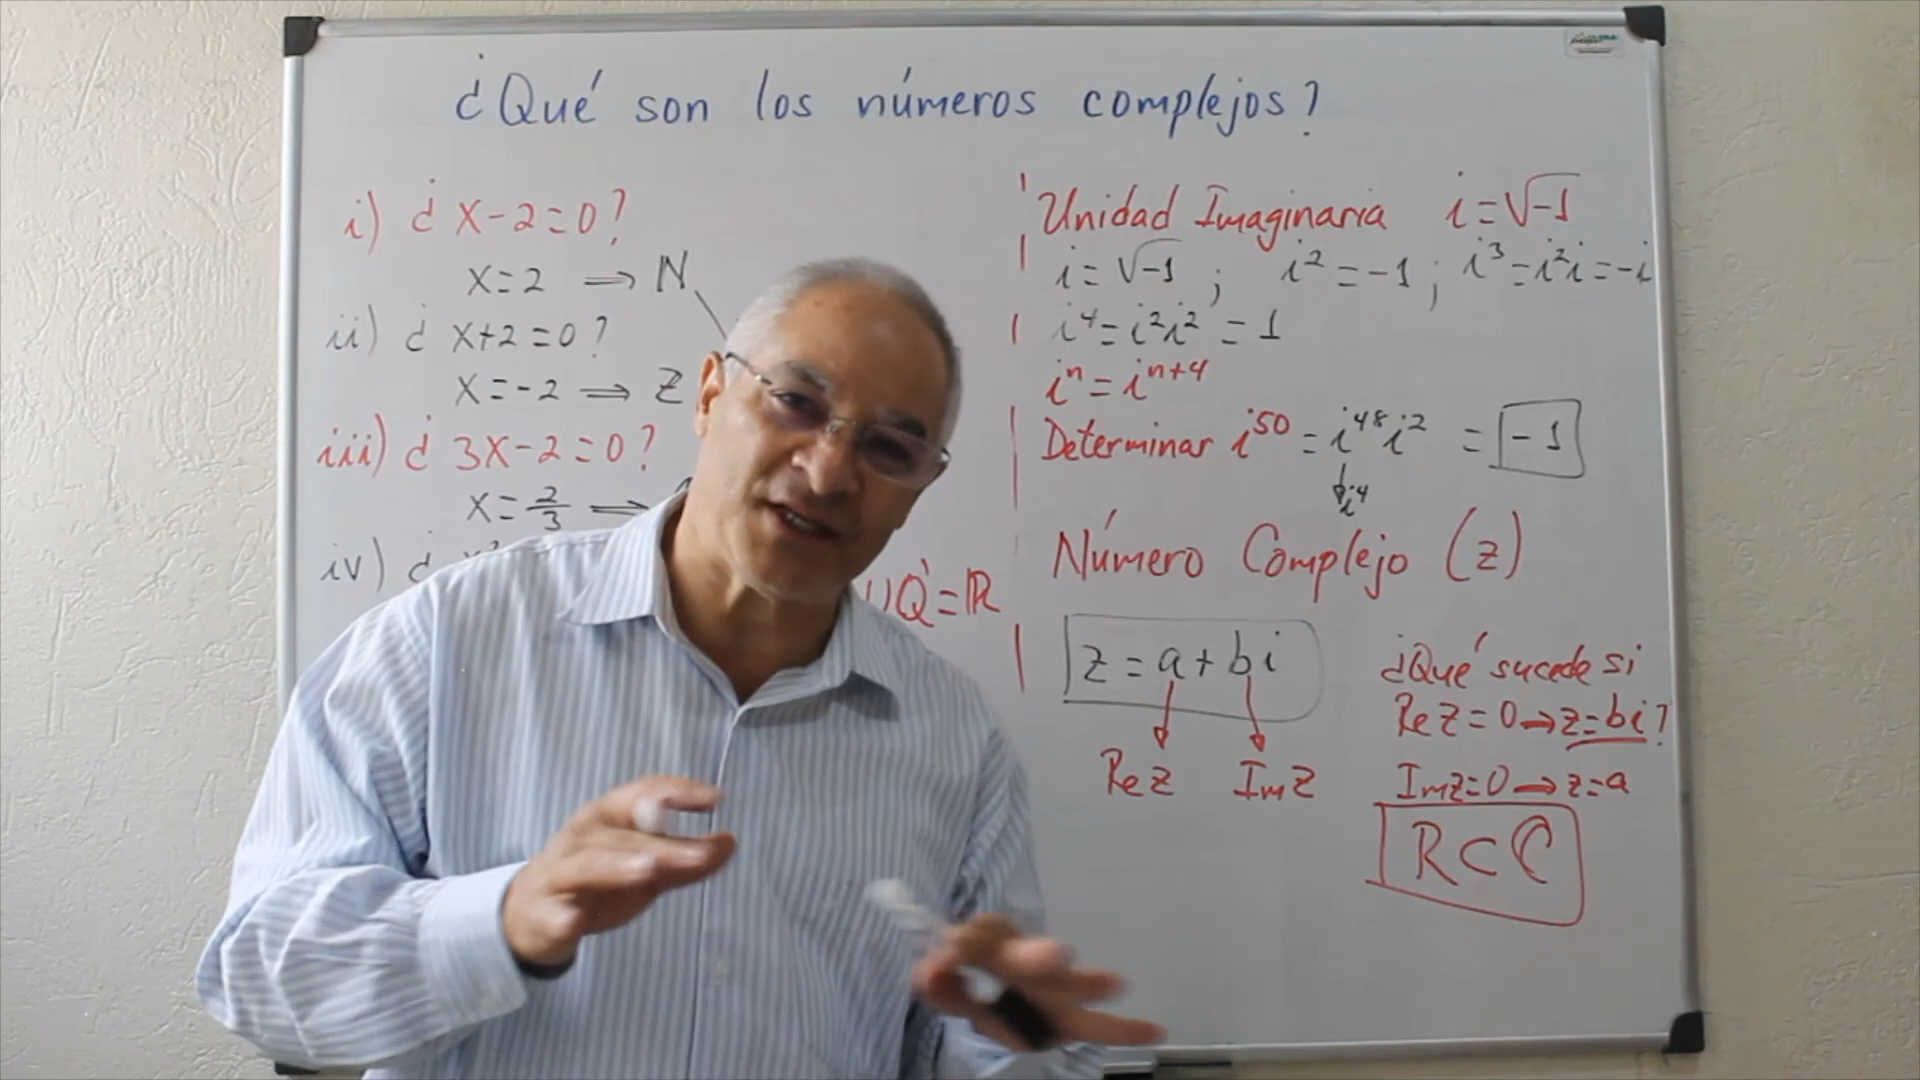 ¿Qué son los números complejos?
i) ¿ x-2=0?
x=2 ⇒ ℕ
ii) ¿ x+2=0?
x=-2 ⇒ Z
iii) ¿ 3x-2=0?
x=2/3 ⇒
iv) ¿
UQ'=ℝ
Unidad Imaginaria i=√-1
i=√-1 ; i²=-1 ; i³=i²i=-i
i⁴=i²i²=1
iⁿ=iⁿ⁺⁴
Determinar i⁵⁰=i⁴⁸i² = -1
i⁴
Número Complejo (z)
z=a+bi
Re z Im z
¿Qué sucede si
Re z=0→z=bi?
Im z=0→z=a
R⊂ℂ